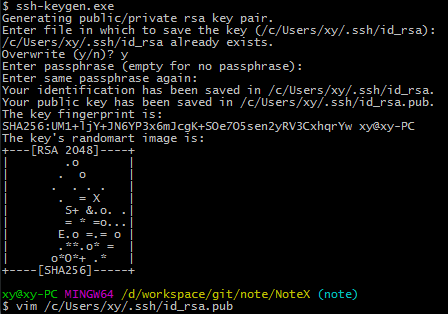 $ ssh-keygen.exe
Generating public/private rsa key pair.
Enter file in which to save the key (/c/Users/xy/.ssh/id_rsa):
/c/Users/xy/.ssh/id_rsa already exists.
Overwrite (y/n)? y
Enter passphrase (empty for no passphrase):
Enter same passphrase again:
Your identification has been saved in /c/Users/xy/.ssh/id_rsa.
Your public key has been saved in /c/Users/xy/.ssh/id_rsa.pub.
The key fingerprint is:
SHA256:UM1+ljY+JN6YP3x6mJcgK+SOe7O5sen2yRV3CxhqrYw xy@xy-PC
The key's randomart image is:
+---[RSA 2048]----+
|        .o       |
|       .  o      |
|      .  . . .   |
|       .  = X    |
|        S+ &.o. .|
|        = * =o...|
|       E.o =.= o |
|       .**.o* =  |
|      o*O*+ .*   |
+----[SHA256]-----+
xy@xy-PC MINGW64 /d/workspace/git/note/NoteX (note)
$ vim /c/Users/xy/.ssh/id_rsa.pub